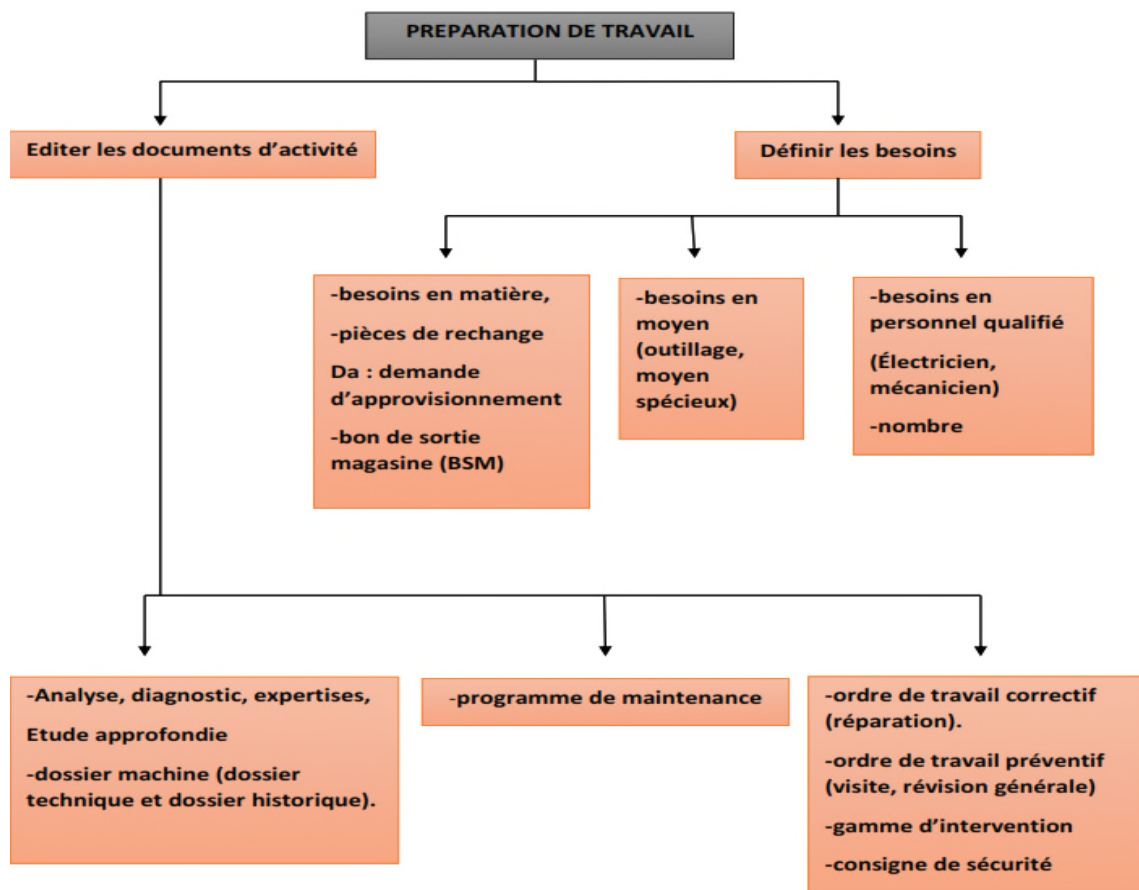 PREPARATION DE TRAVAIL
Editer les documents d’activité
Définir les besoins
-besoins en matière,
-pièces de rechange
Da : demande
d’approvisionnement
-bon de sortie
magasine (BSM)
-besoins en
moyen
(outillage,
moyen
spécieux)
-besoins en
personnel qualifié
(Électricien,
mécanicien)
-nombre
-Analyse, diagnostic, expertises,
Etude approfondie
-dossier machine (dossier
technique et dossier historique).
-programme de maintenance
-ordre de travail correctif
(réparation).
-ordre de travail préventif
(visite, révision générale)
-gamme d’intervention
-consigne de sécurité